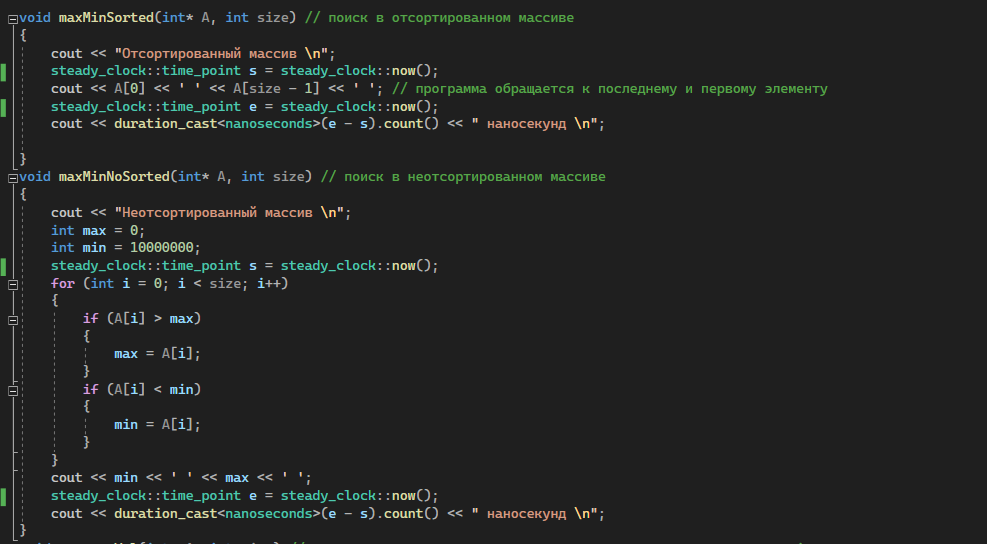 void maxMinSorted(int* A, int size) // поиск в отсортированном массиве
{
    cout << "Отсортированный массив \n";
    steady_clock::time_point s = steady_clock::now();
    cout << A[0] << ' ' << A[size - 1] << ' '; // программа обращается к последнему и первому элементу
    steady_clock::time_point e = steady_clock::now();
    cout << duration_cast<nanoseconds>(e - s).count() << " наносекунд \n";
}
void maxMinNoSorted(int* A, int size) // поиск в неотсортированном массиве
{
    cout << "Неотсортированный массив \n";
    int max = 0;
    int min = 10000000;
    steady_clock::time_point s = steady_clock::now();
    for (int i = 0; i < size; i++)
    {
        if (A[i] > max)
        {
            max = A[i];
        }
        if (A[i] < min)
        {
            min = A[i];
        }
    }
    cout << min << ' ' << max << ' ';
    steady_clock::time_point e = steady_clock::now();
    cout << duration_cast<nanoseconds>(e - s).count() << " наносекунд \n";
}